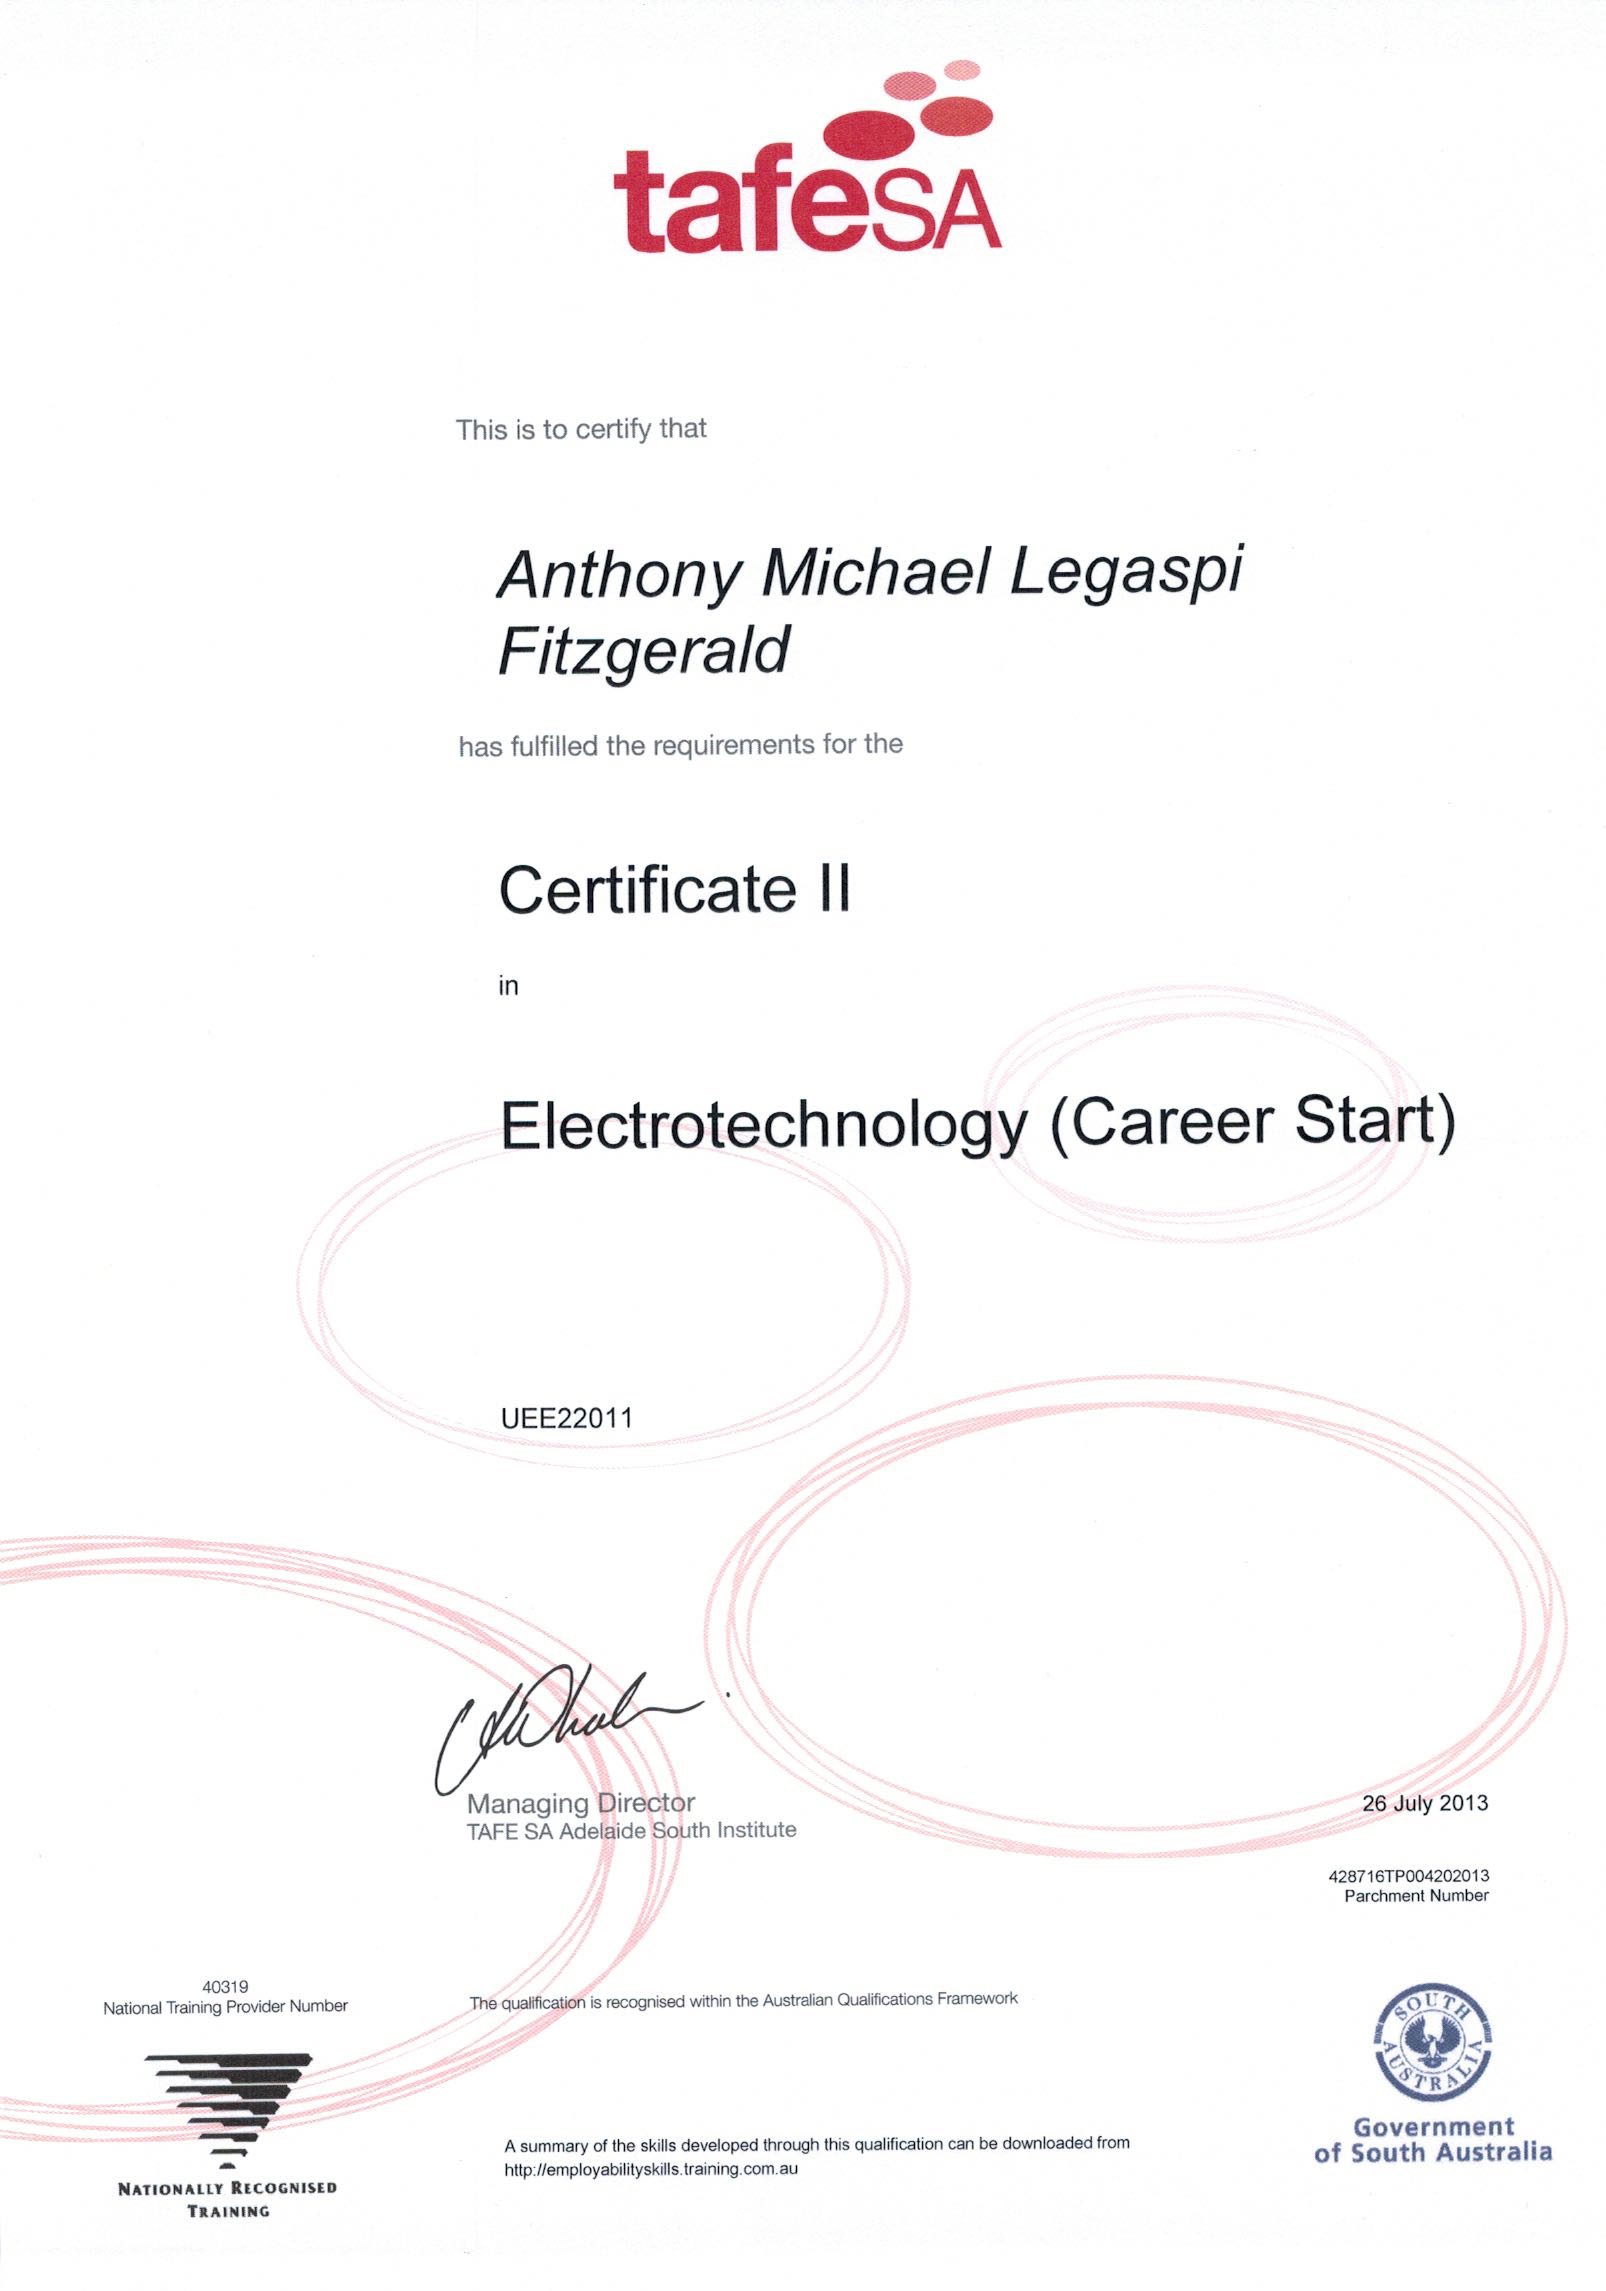 tafeSA
This is to certify that
Anthony Michael Legaspi
Fitzgerald
has fulfilled the requirements for the
Certificate II
in
Electrotechnology (Career Start)
UEE22011
Managing Director
TAFE SA Adelaide South Institute
26 July 2013
428716TP004202013
Parchment Number
40319
National Training Provider Number
The qualification is recognised within the Australian Qualifications Framework
SOUTH
AUSTRALIA
Government
of South Australia
A summary of the skills developed through this qualification can be downloaded from
http://employabilityskills.training.com.au
NATIONALLY RECOGNISED
TRAINING